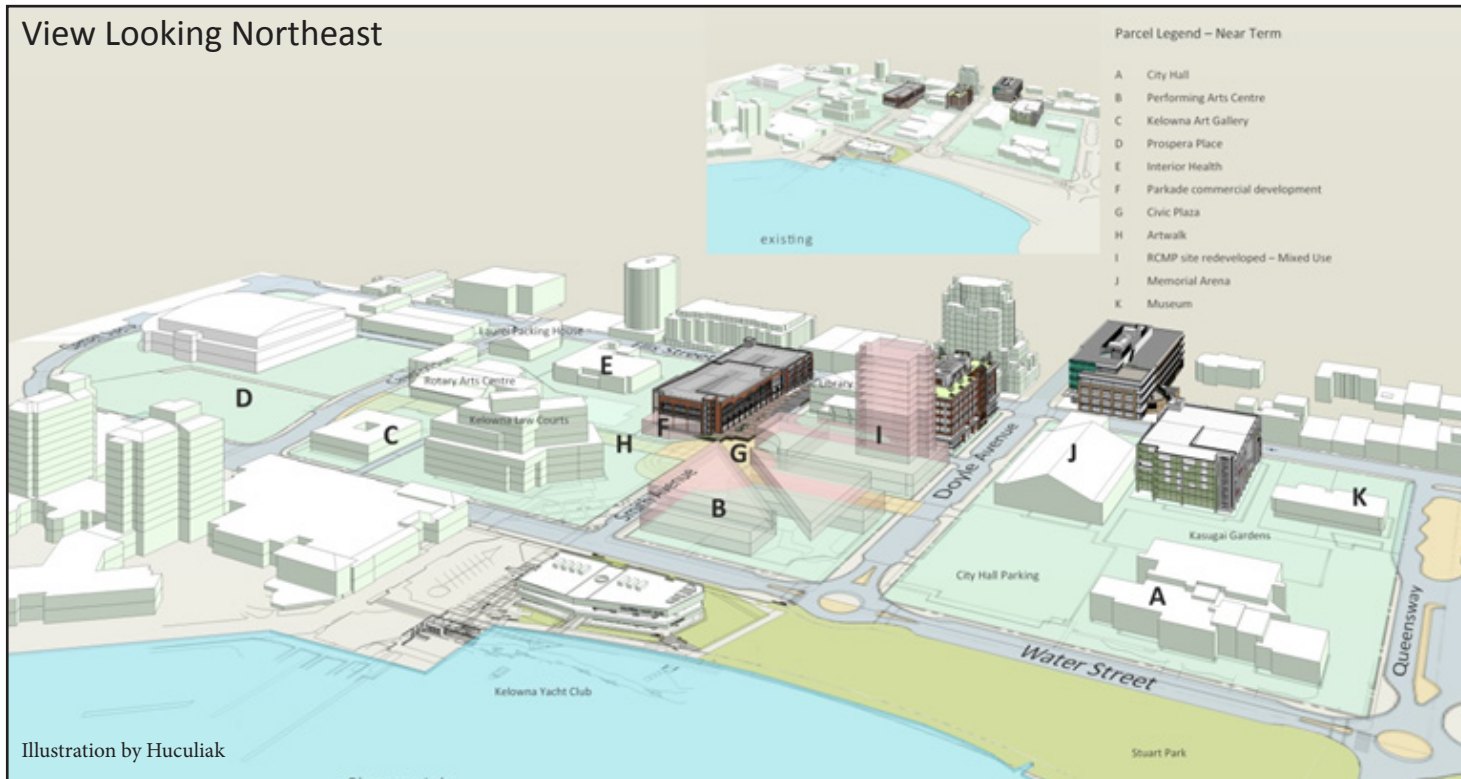 View Looking Northeast
Parcel Legend – Near Term
A City Hall
B Performing Arts Centre
C Kelowna Art Gallery
D Prospera Place
E Interior Health
F Parkade commercial development
G Civic Plaza
H Artwalk
I RCMP site redeveloped – Mixed Use
J Memorial Arena
K Museum
existing
Laurel Packing House
Street
Rotary Arts Centre
Library
E
D
C
Kelowna Law Courts
H
F
G
I
J
K
Smith Avenue
Doyle Avenue
B
Kasugai Gardens
City Hall Parking
A
Queensway
Water Street
Kelowna Yacht Club
Stuart Park
Illustration by Huculiak